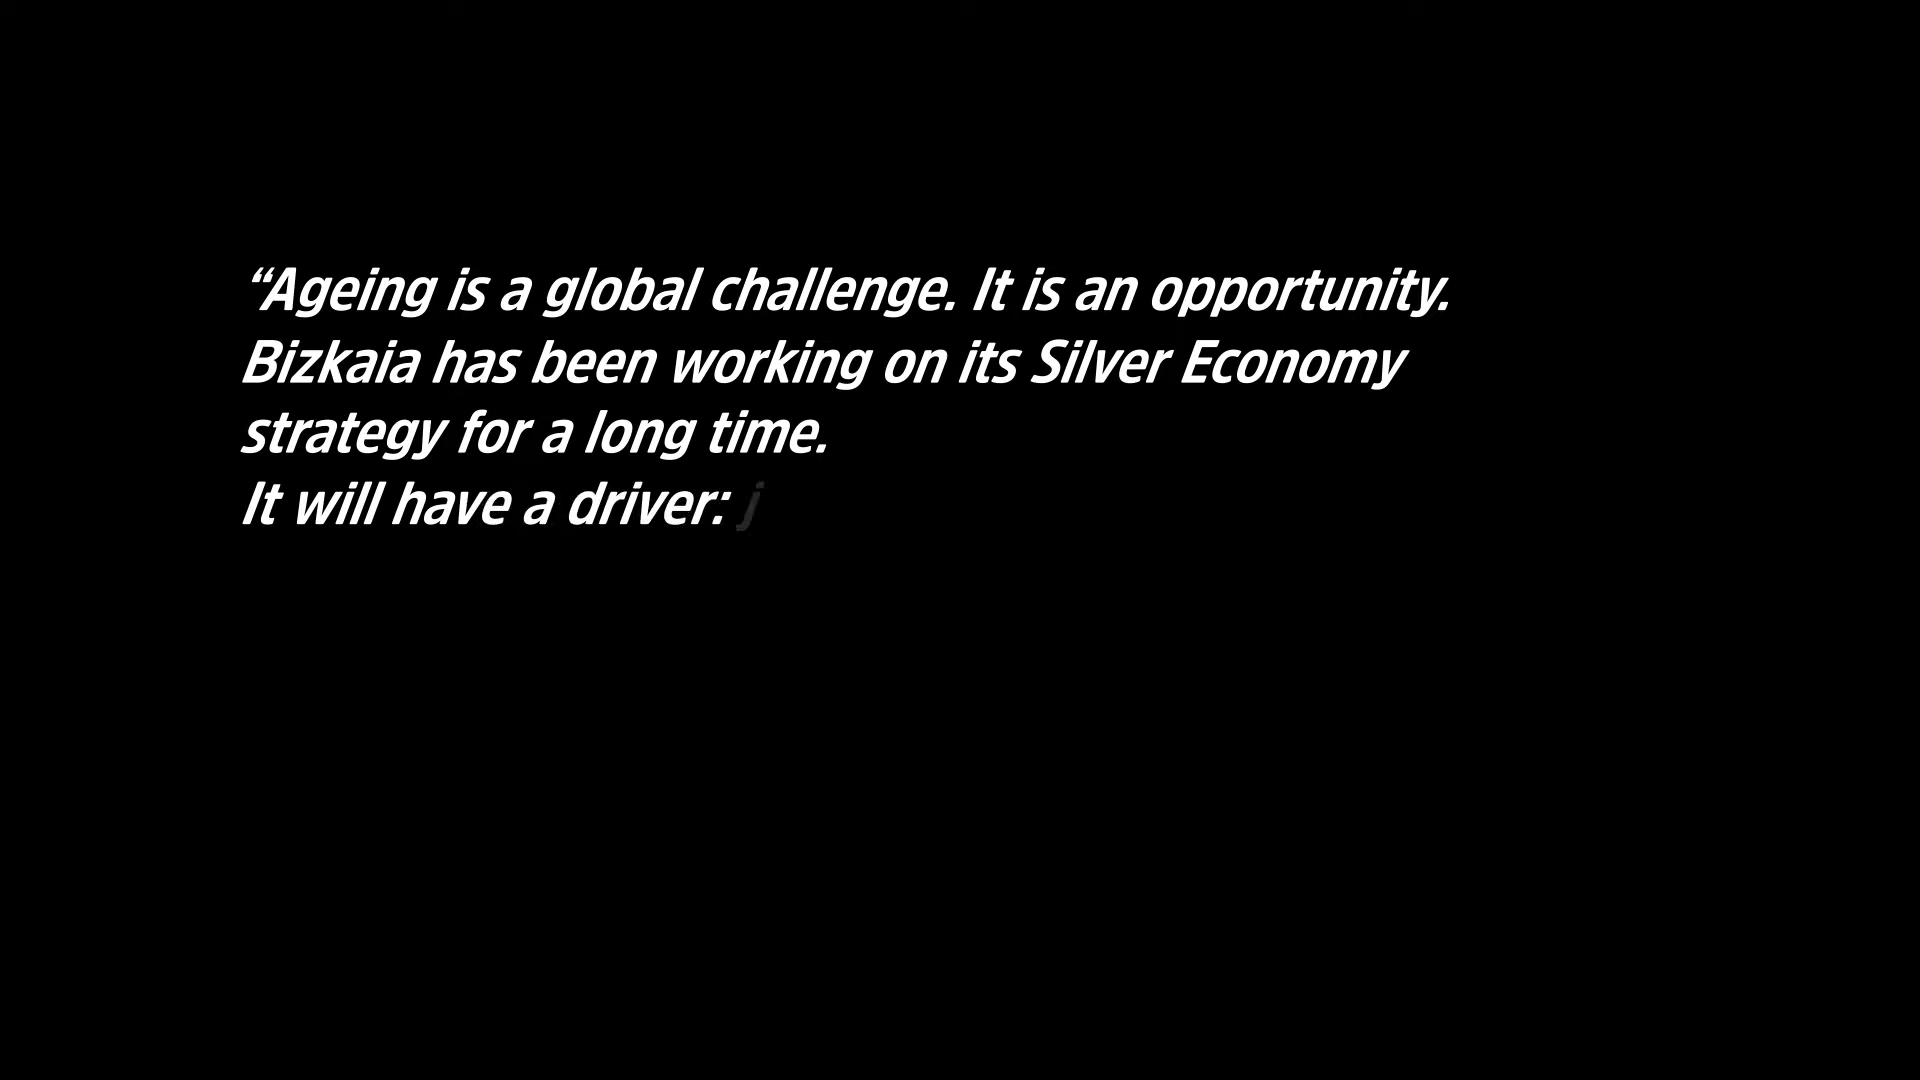 “Ageing is a global challenge. It is an opportunity.
Bizkaia has been working on its Silver Economy
strategy for a long time.
It will have a driver: j